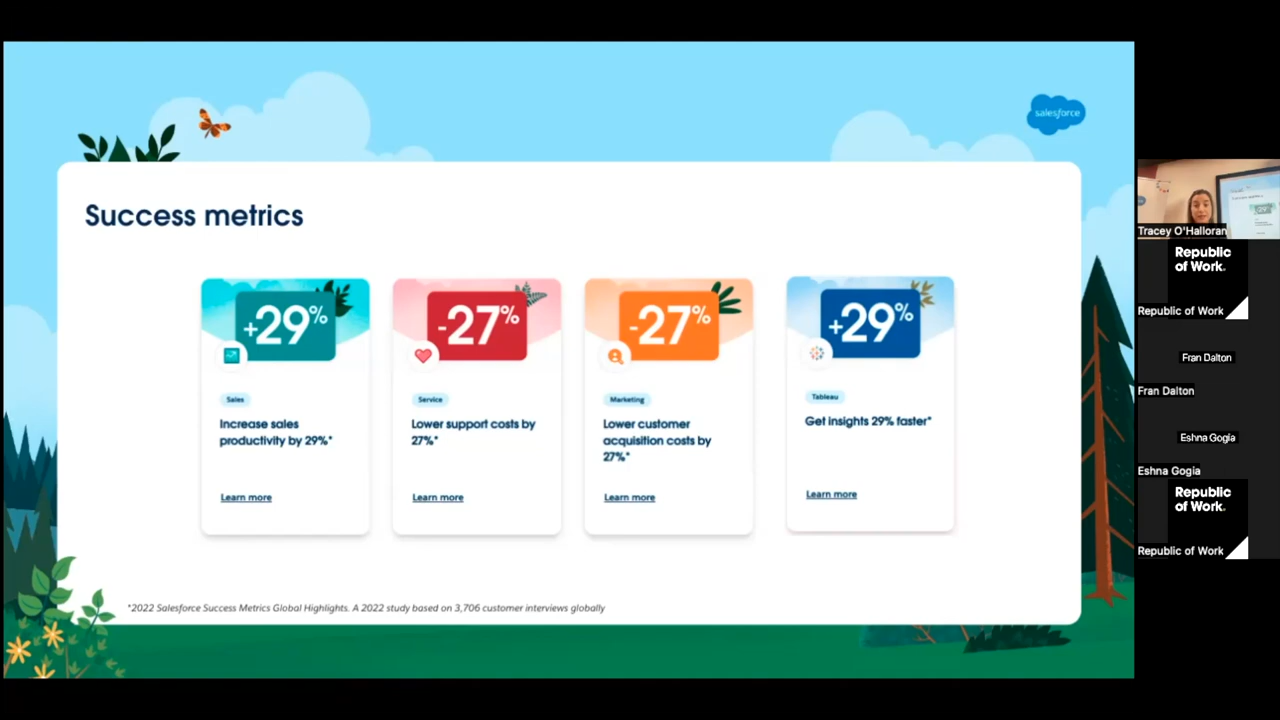 salesforce
Success metrics
+29%
Sales
Increase sales
productivity by 29%*
Learn more
-27%
Service
Lower support costs by
27%*
Learn more
-27%
Marketing
Lower customer
acquisition costs by
27%*
Learn more
+29%
Tableau
Get insights 29% faster*
Learn more
*2022 Salesforce Success Metrics Global Highlights. A 2022 study based on 3,706 customer interviews globally
Tracey O'Halloran
Republic
of Work.
Republic of Work
Fran Dalton
Fran Dalton
Eshna Gogia
Eshna Gogia
Republic
of Work.
Republic of Work